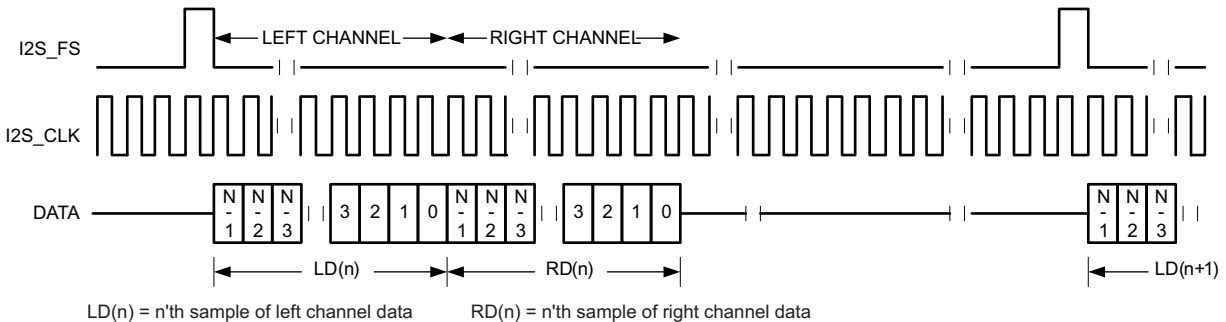 I2S_FS
LEFT CHANNEL
RIGHT CHANNEL
I2S_CLK
DATA
N-1 N-2 N-3 3 2 1 0 N-1 N-2 N-3 3 2 1 0 N-1 N-2 N-3
LD(n) RD(n) LD(n+1)
LD(n) = n'th sample of left channel data RD(n) = n'th sample of right channel data